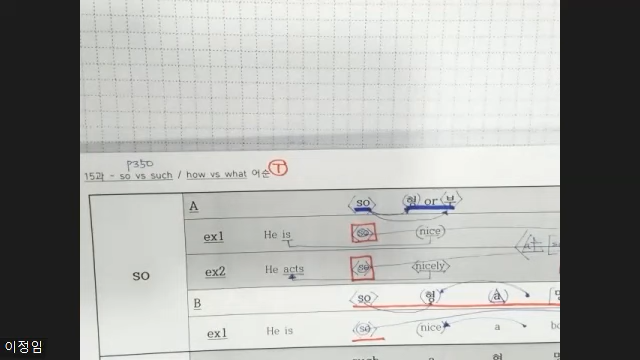 p350
15과 - so vs such / how vs what 어순 T
A <so> (형) or <부>
ex1 He is <so> (nice)
so ex2 He acts <so> <nicely>
B <so> (형) (a)
ex1 He is <so> (nice) a
이정임